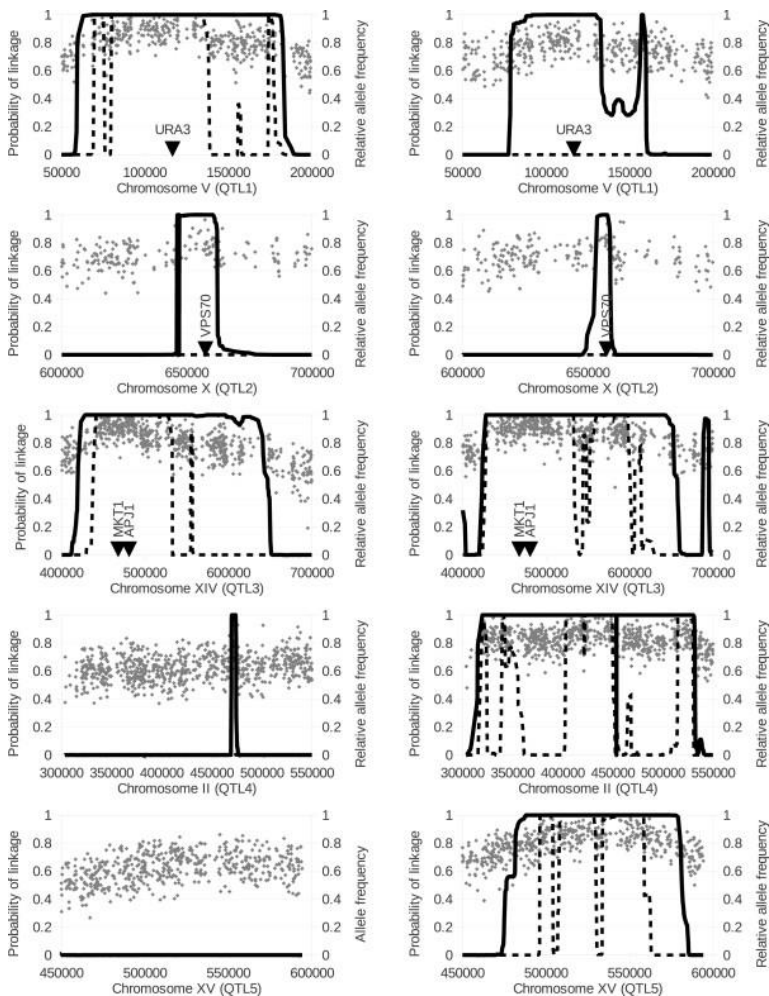 1 1 1 1
0.8 0.8 0.8 0.8
0.6 0.6 0.6 0.6
0.4 0.4 0.4 0.4
0.2 URA3 0.2 0.2 URA3 0.2
0 0 0 0
Probability of linkage Relative allele frequency Probability of linkage Relative allele frequency
50000 100000 150000 200000 50000 100000 150000 200000
Chromosome V (QTL1) Chromosome V (QTL1)
1 1 1 1
0.8 0.8 0.8 0.8
0.6 0.6 0.6 0.6
0.4 0.4 0.4 0.4
0.2 VPS70 0.2 0.2 VPS70 0.2
0 0 0 0
Probability of linkage Relative allele frequency Probability of linkage Relative allele frequency
600000 650000 700000 600000 650000 700000
Chromosome X (QTL2) Chromosome X (QTL2)
1 1 1 1
0.8 0.8 0.8 0.8
0.6 0.6 0.6 0.6
0.4 0.4 0.4 0.4
0.2 MKT1 APJ1 0.2 0.2 MKT1 APJ1 0.2
0 0 0 0
Probability of linkage Relative allele frequency Probability of linkage Relative allele frequency
400000 500000 600000 700000 400000 500000 600000 700000
Chromosome XIV (QTL3) Chromosome XIV (QTL3)
1 1 1 1
0.8 0.8 0.8 0.8
0.6 0.6 0.6 0.6
0.4 0.4 0.4 0.4
0.2 0.2 0.2 0.2
0 0 0 0
Probability of linkage Relative allele frequency Probability of linkage Relative allele frequency
300000 350000 400000 450000 500000 550000 300000 350000 400000 450000 500000 550000
Chromosome II (QTL4) Chromosome II (QTL4)
1 1 1 1
0.8 0.8 0.8 0.8
0.6 0.6 0.6 0.6
0.4 0.4 0.4 0.4
0.2 0.2 0.2 0.2
0 0 0 0
Probability of linkage Allele frequency Probability of linkage Relative allele frequency
450000 500000 550000 600000 450000 500000 550000 600000
Chromosome XV (QTL5) Chromosome XV (QTL5)